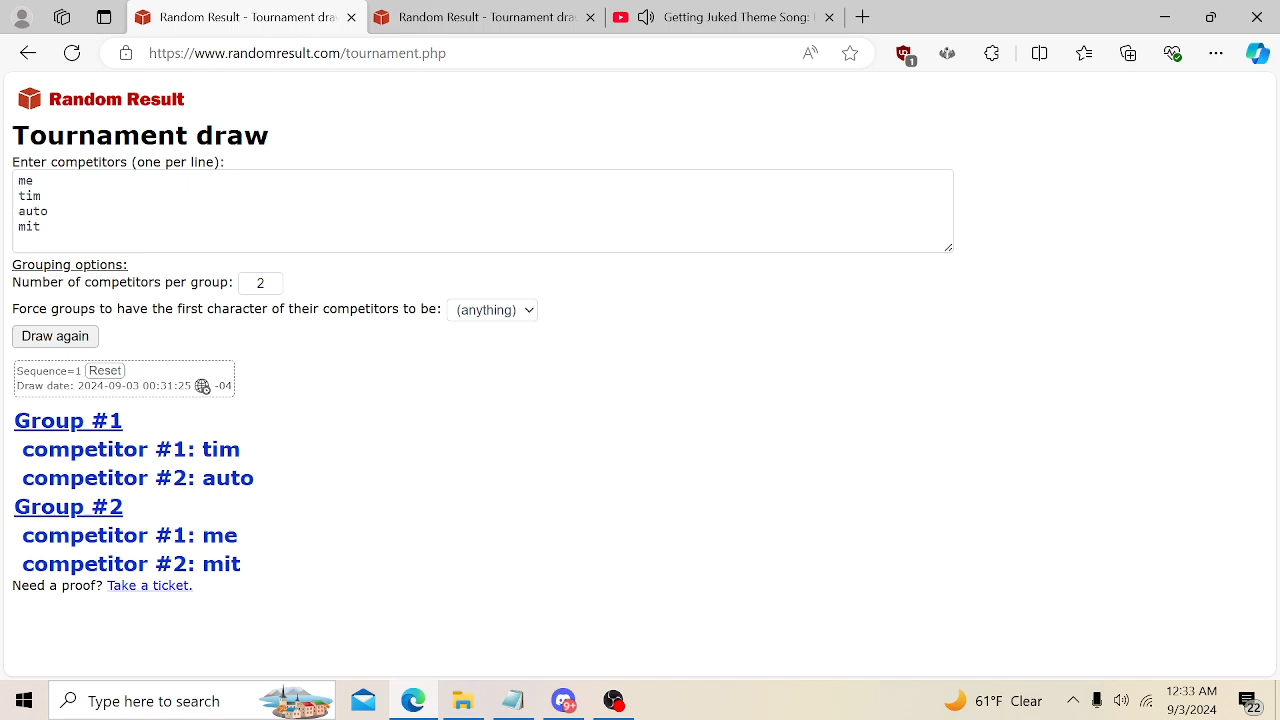 Random Result - Tournament dra
Random Result - Tournament dra
Getting Juked Theme Song:
https://www.randomresult.com/tournament.php
1
Random Result
Tournament draw
Enter competitors (one per line):
me
tim
auto
mit
Grouping options:
Number of competitors per group: 2
Force groups to have the first character of their competitors to be: (anything)
Draw again
Sequence=1 Reset
Draw date: 2024-09-03 00:31:25 -04
Group #1
competitor #1: tim
competitor #2: auto
Group #2
competitor #1: me
competitor #2: mit
Need a proof? Take a ticket.
Type here to search
9+
61°F Clear
12:33 AM
9/3/2024
22